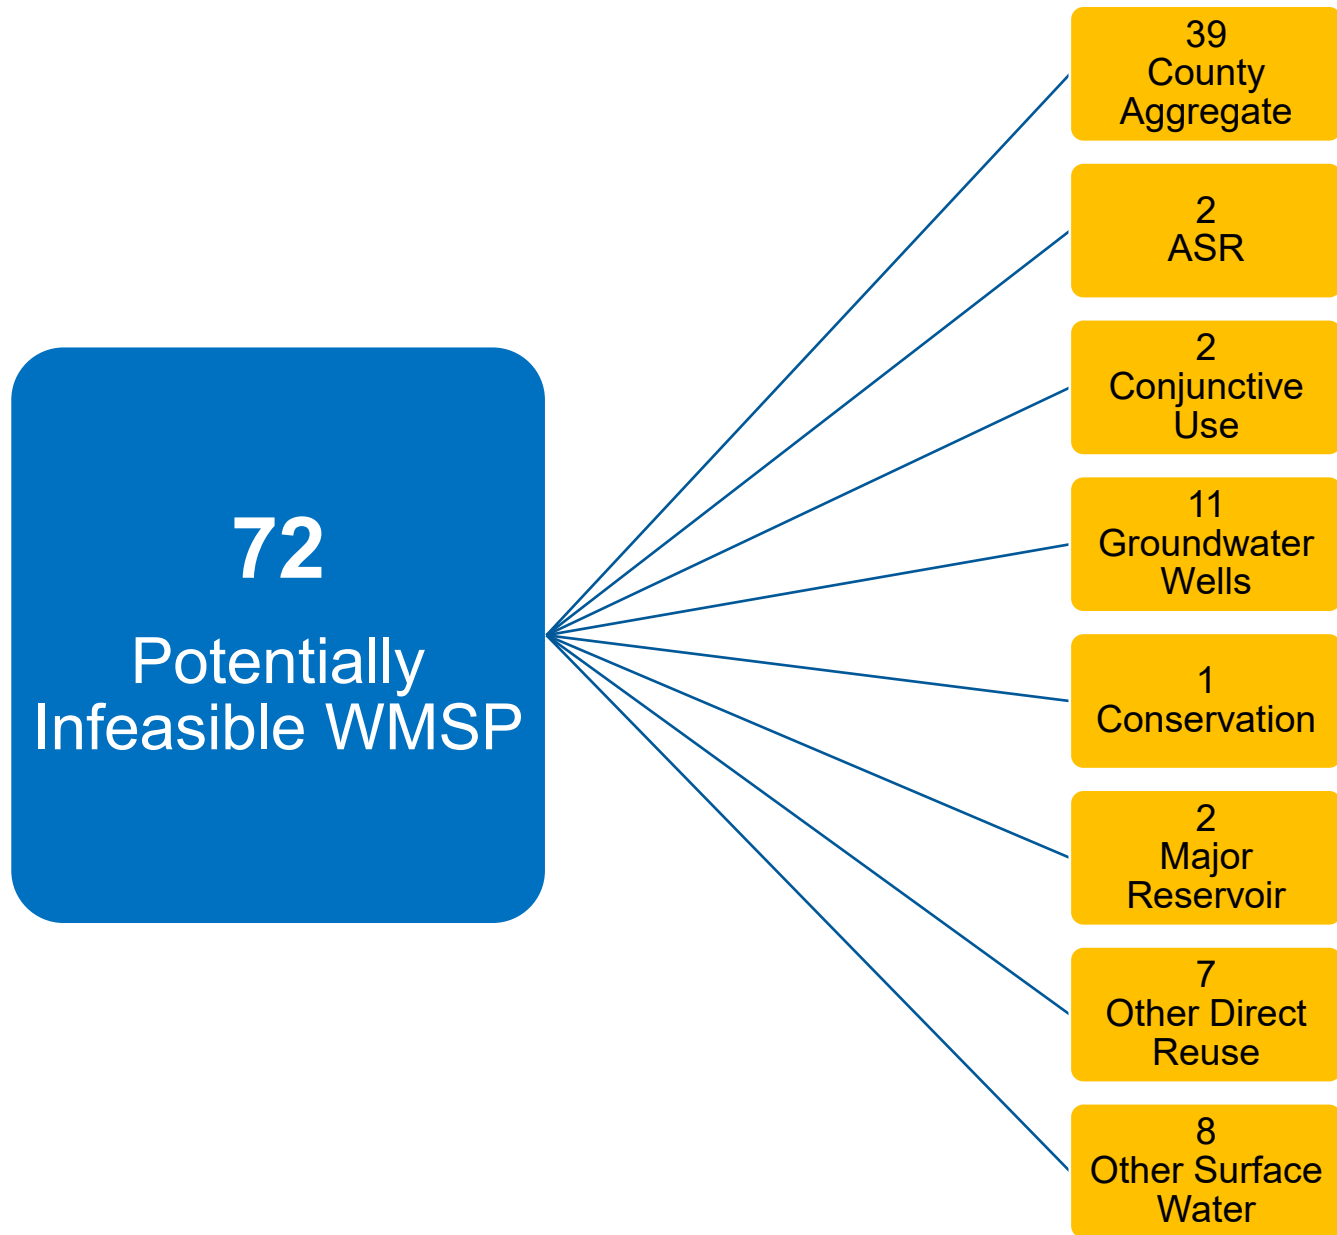 72
Potentially
Infeasible WMSP
39
County
Aggregate
2
ASR
2
Conjunctive
Use
11
Groundwater
Wells
1
Conservation
2
Major
Reservoir
7
Other Direct
Reuse
8
Other Surface
Water